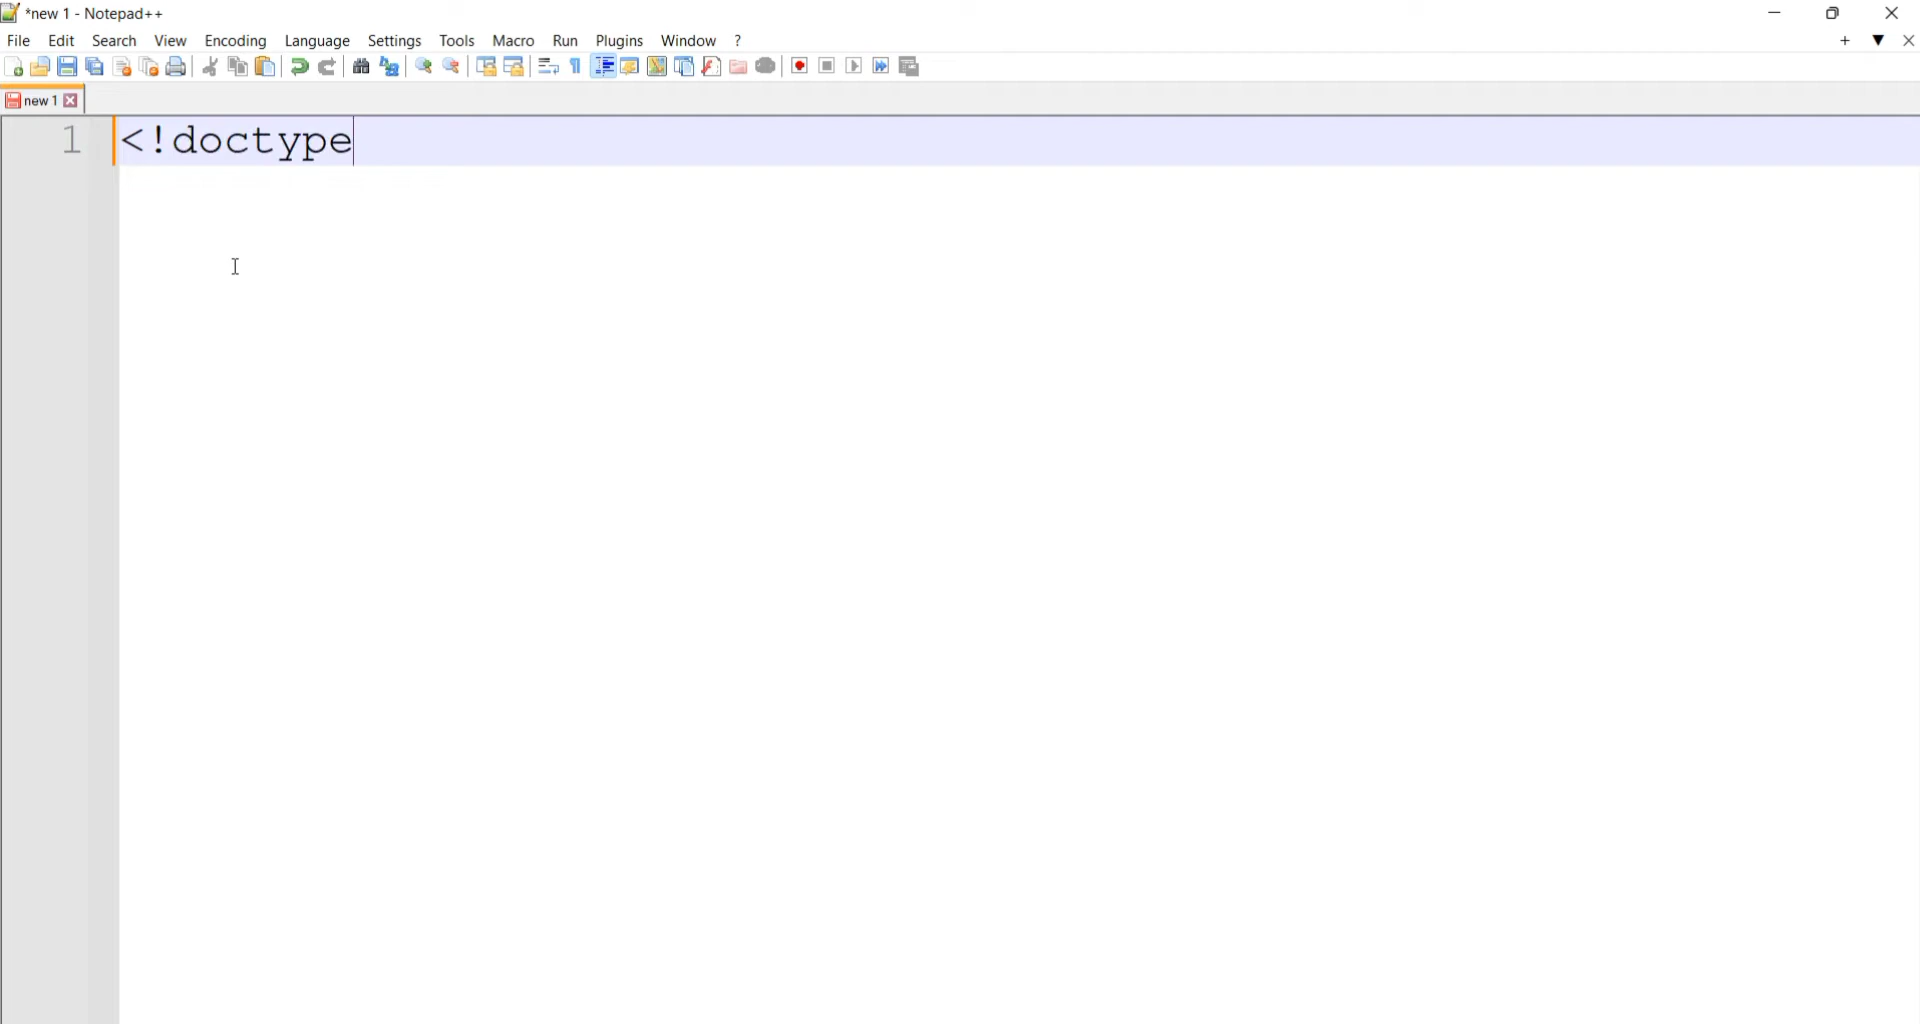 *new 1 - Notepad++
File Edit Search View Encoding Language Settings Tools Macro Run Plugins Window ?
new 1
1 <!doctype